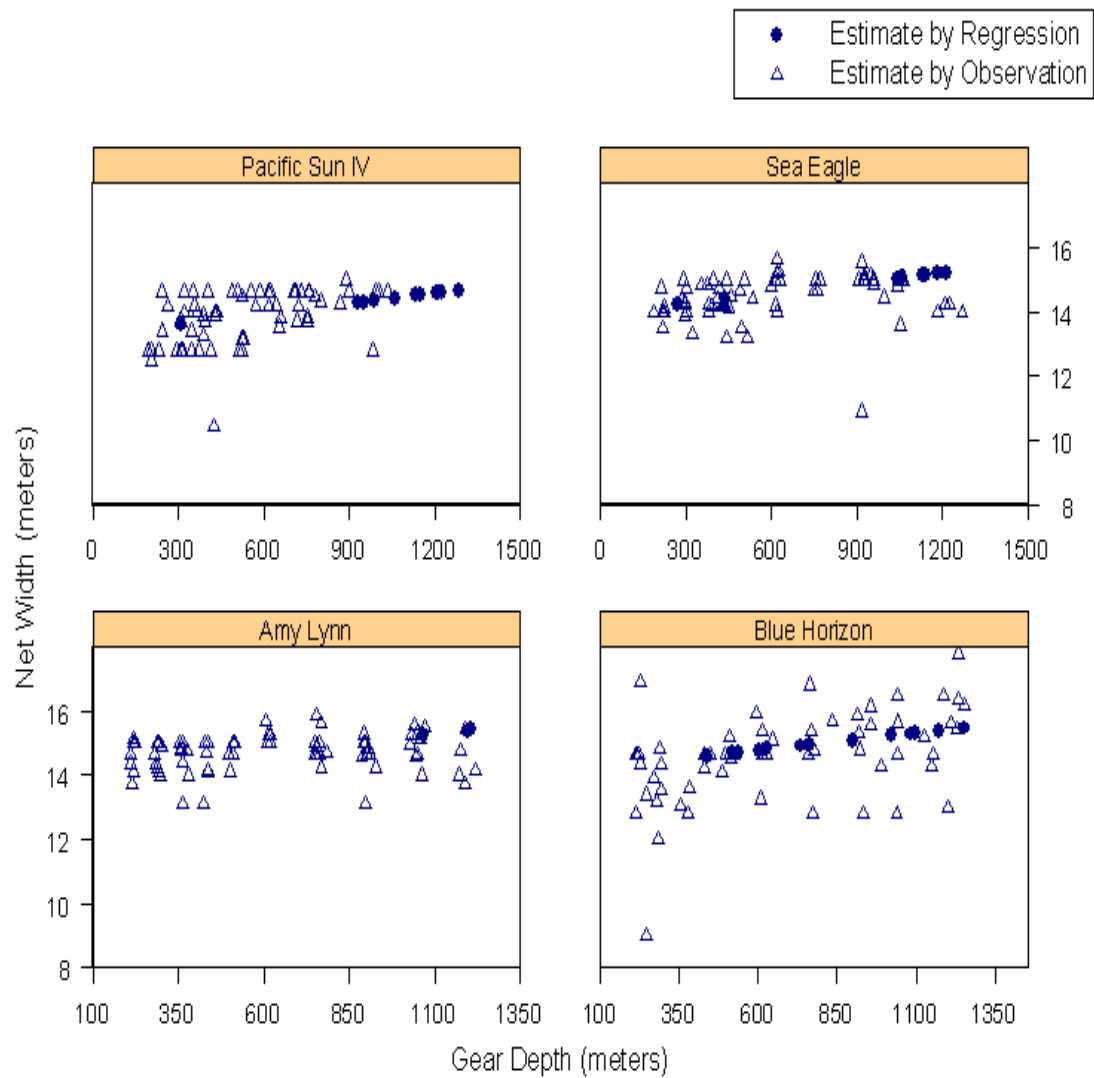 Estimate by Regression
Estimate by Observation
Pacific Sun IV
Sea Eagle
16
14
12
10
8
0 300 600 900 1200 1500
0 300 600 900 1200 1500
Net Width (meters)
Amy Lynn
Blue Horizon
16
14
12
10
8
100 350 600 850 1100 1350
100 350 600 850 1100 1350
Gear Depth (meters)